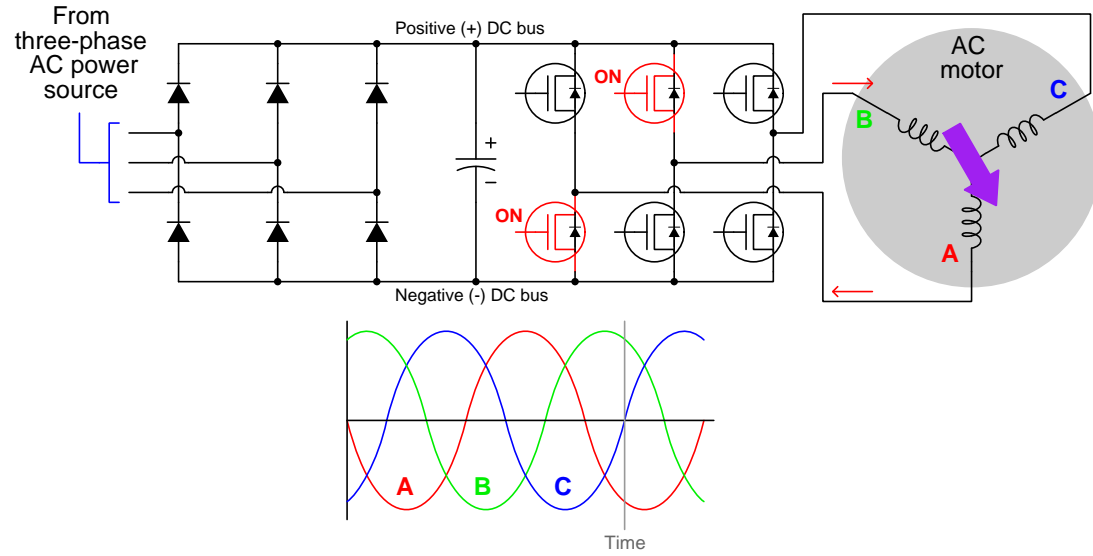 From
three-phase
AC power
source
Positive (+) DC bus
ON
ON
+
−
Negative (-) DC bus
AC
motor
B
C
A
A
B
C
Time